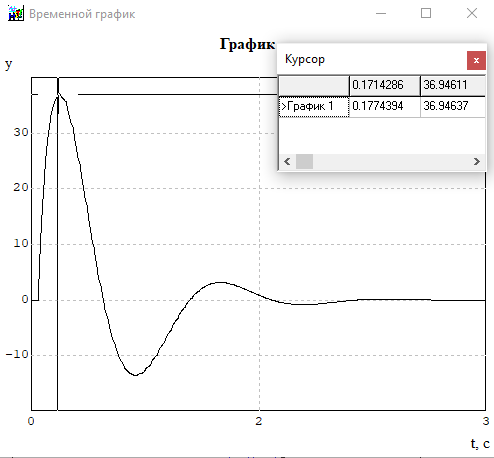 Временной график
График
y
Курсор
x
0.1714286 36.94611
>График 1 0.1774394 36.94637
30
20
10
0
-10
0 2 3
t, c